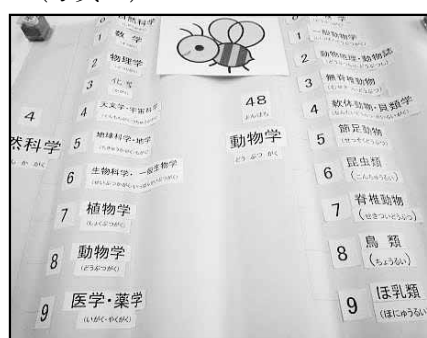 4
然科学
0
1 数学
2 物理学
3 化学
4 天文学・宇宙科学
5 地球科学・地学
6 生物科学・一般生物学
7 植物学
(しょくぶつがく)
8 動物学
(どうぶつがく)
9 医学・薬学
(いがく・やくがく)
48
動物学
どうぶつがく
0
1 一般動物学
2 動物地理・動物誌
3 無脊椎動物
4 軟体動物・貝類学
5 節足動物
(せっそくどうぶつ)
6 昆虫類
(こんちゅうるい)
7 脊椎動物
(せきついどうぶつ)
8 鳥類
(ちょうるい)
9 ほ乳類
(ほにゅうるい)